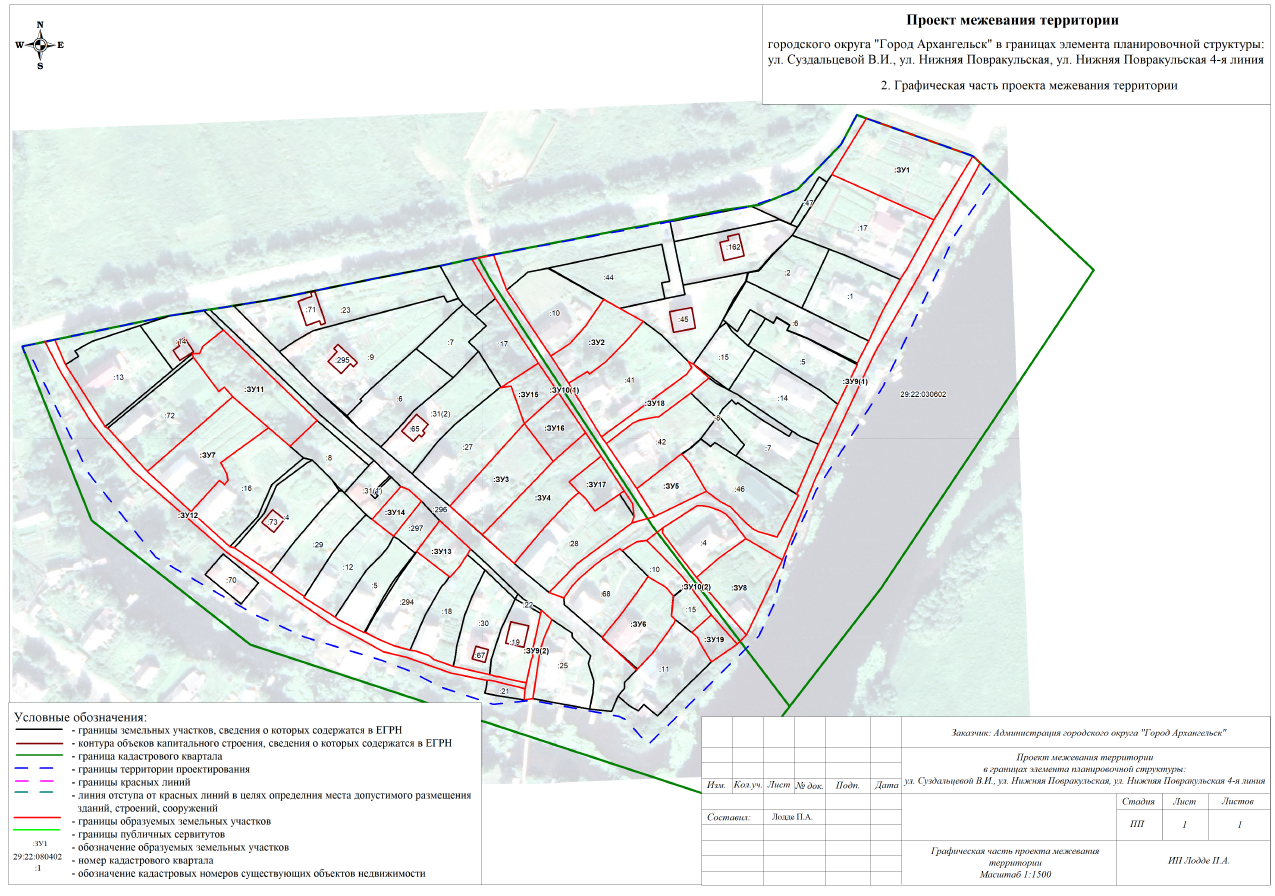 N
W E
S
Проект межевания территории
городского округа "Город Архангельск" в границах элемента планировочной структуры:
ул. Суздальцевой В.И., ул. Нижняя Повракульская, ул. Нижняя Повракульская 4-я линия
2. Графическая часть проекта межевания территории
:ЗУ1
:47
:17
:162
:2
:44
:1
:71
:23
:10
:45
:6
:14
:ЗУ2
:7
:17
:295
:9
:15
:5
:13
:41
:ЗУ9(1)
:ЗУ11
:ЗУ10(1)
29:22:030602
:ЗУ15
:6
:14
:ЗУ18
:31(2)
:72
:8
:65
:ЗУ16
:42
:27
:7
:ЗУ7
:8
:ЗУ3
:ЗУ17
:ЗУ5
:16
:46
:31(1)
:ЗУ4
:296
:ЗУ14
:ЗУ12
:73
:4
:297
:29
:28
:4
:ЗУ13
:12
:10
:70
:5
:ЗУ10(2)
:ЗУ8
:68
:294
:22
:18
:15
:30
:ЗУ6
:19
:ЗУ19
:ЗУ9(2)
:67
:25
:11
:21
Условные обозначения:
- границы земельных участков, сведения о которых содержатся в ЕГРН
- контура объеков капитального строения, сведения о которых содержатся в ЕГРН
- граница кадастрового квартала
- границы территории проектирования
- границы красных линий
- линия отступа от красных линий в целях определния места допустимого размещения
зданий, строений, сооружений
- границы образуемых земельных участков
- границы публичных сервитутов
:ЗУ1 - обозначение образуемых земельных участков
29:22:080402 - номер кадастрового квартала
:1 - обозначение кадастровых номеров существующих объектов недвижимости
Заказчик: Администрация городского округа "Город Архангельск"
Проект межевания территории
в границах элемента планировочной структуры:
ул. Суздальцевой В.И., ул. Нижняя Повракульская, ул. Нижняя Повракульская 4-я линия
Изм. Кол.уч. Лист № док. Подп. Дата
Стадия Лист Листов
Составил: Лодде П.А.
ПП 1 1
Графическая часть проекта межевания
территории
Масштаб 1:1500
ИП Лодде П.А.